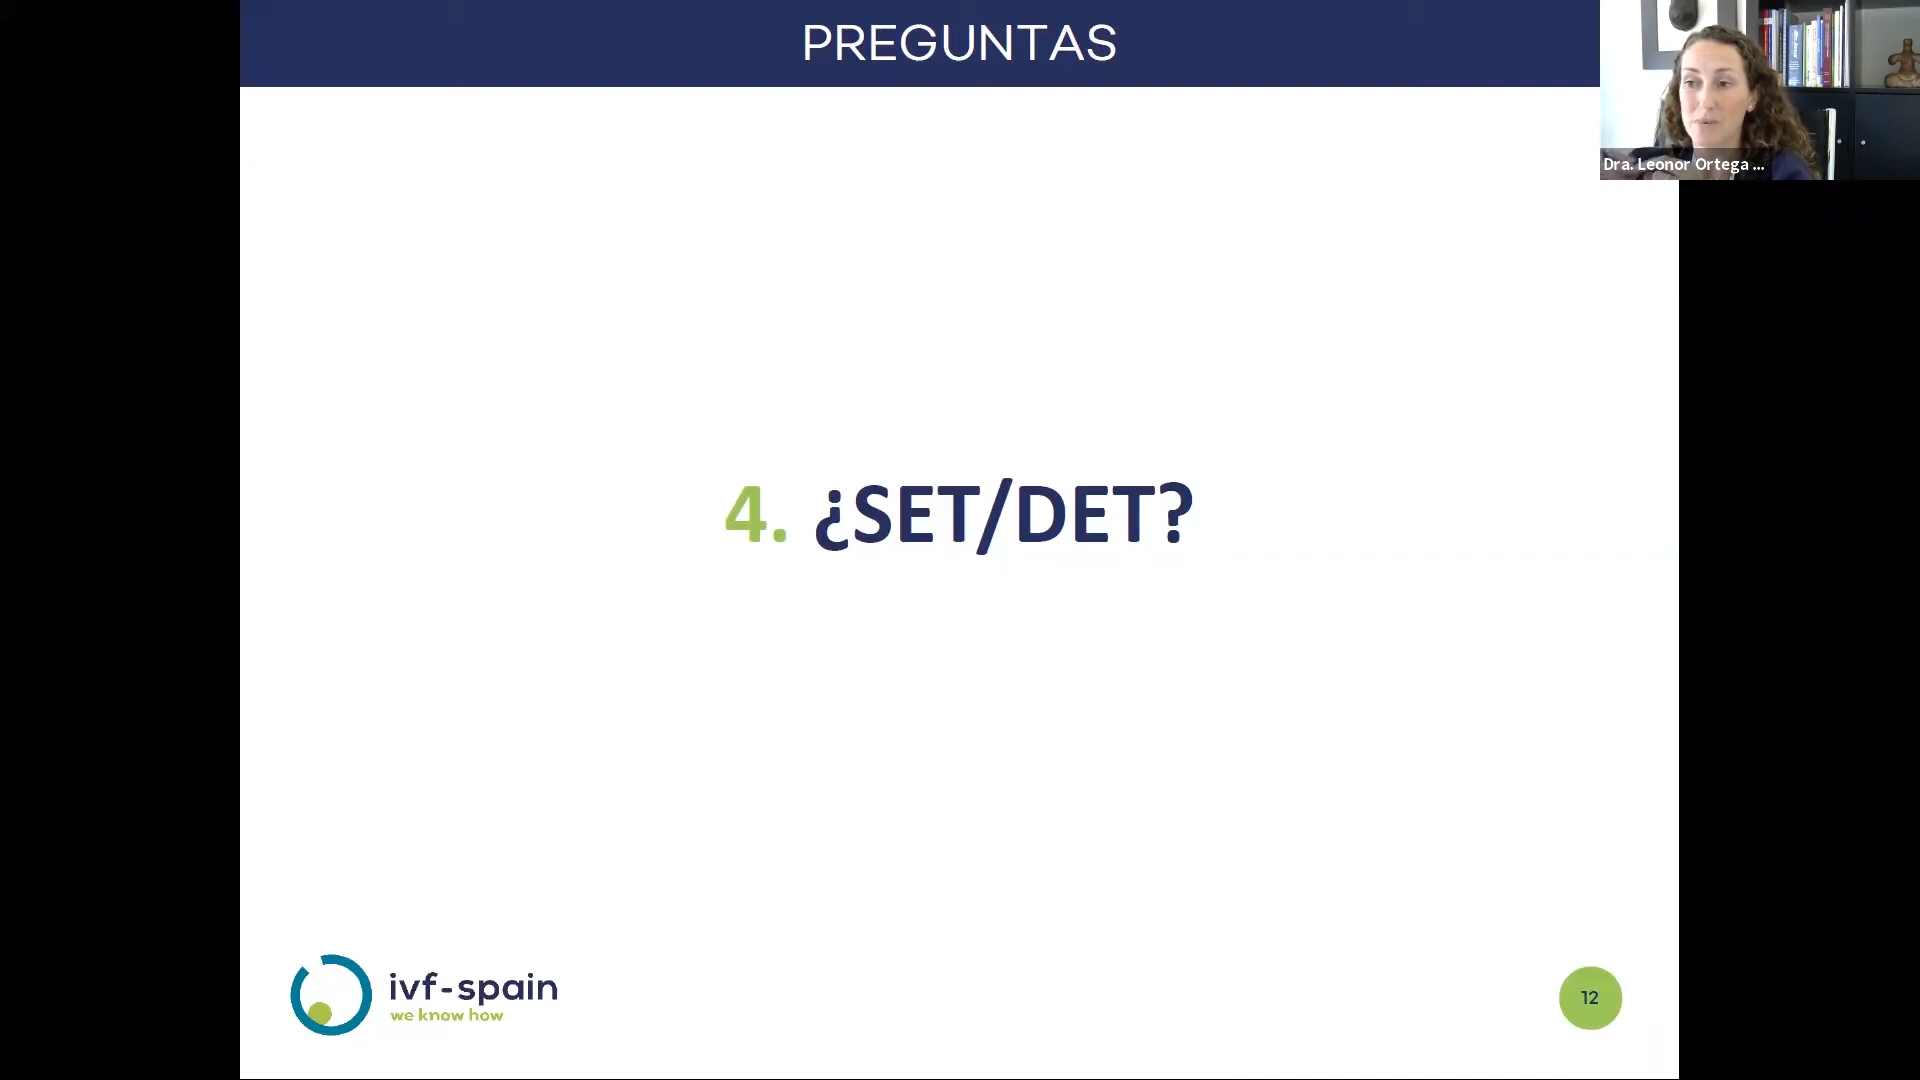 PREGUNTAS
Dra. Leonor Ortega ...
4. ¿SET/DET?
ivf-spain
we know how
12